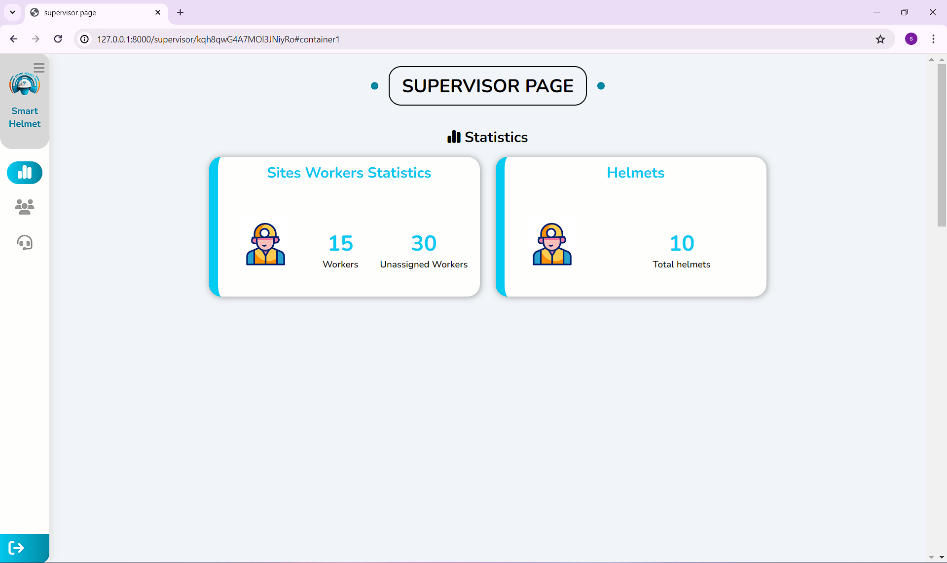 supervisor page
127.0.0.1:8000/supervisor/kqh8qwG4A7MOl3JNiyRo#container1
S
Smart
Helmet
SUPERVISOR PAGE
Statistics
Sites Workers Statistics
15
Workers
30
Unassigned Workers
Helmets
10
Total helmets